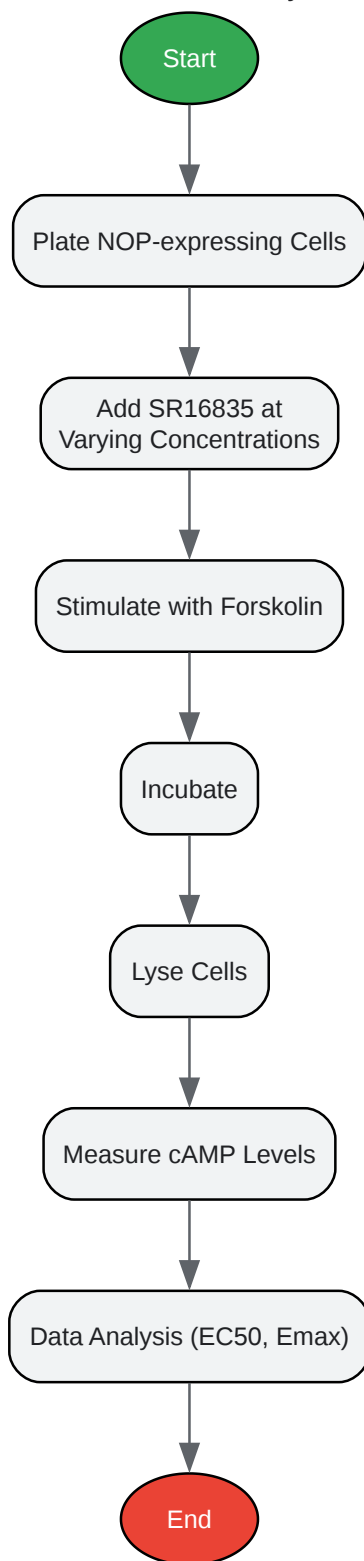 Start
Plate NOP-expressing Cells
Add SR16835 at
Varying Concentrations
Stimulate with Forskolin
Incubate
Lyse Cells
Measure cAMP Levels
Data Analysis (EC50, Emax)
End